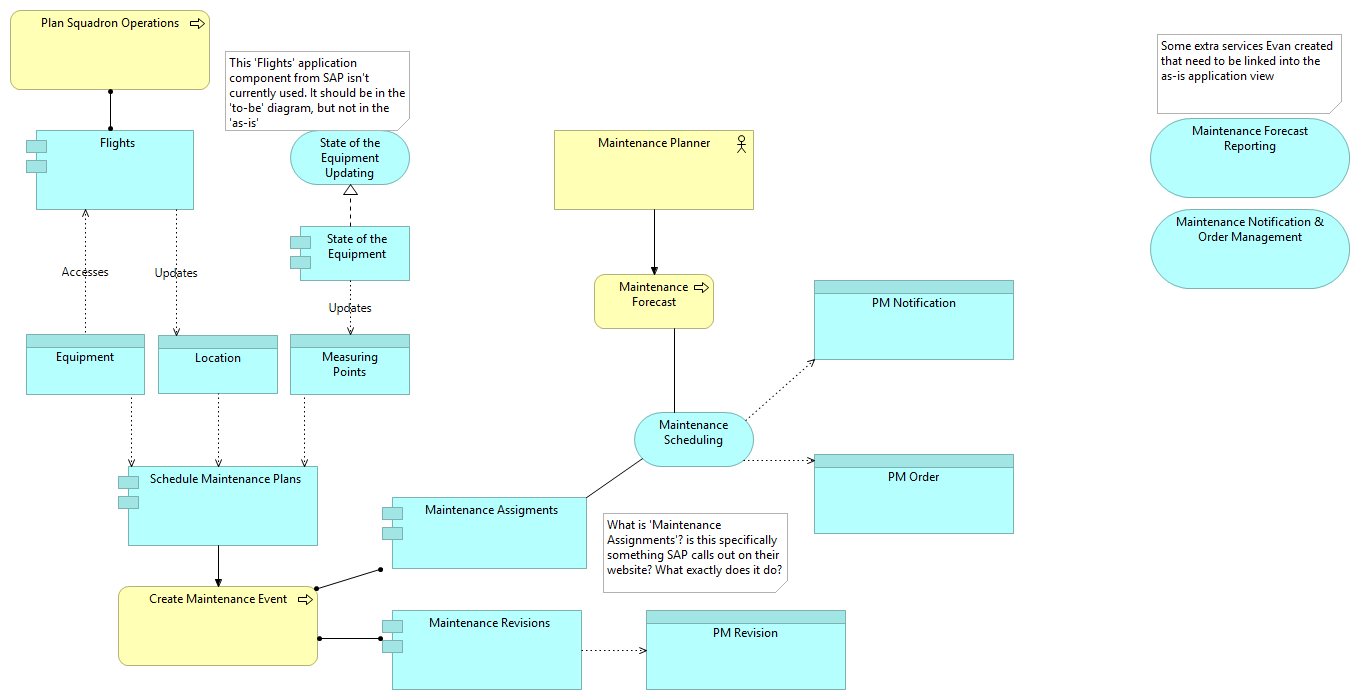 Plan Squadron Operations
This 'Flights' application
component from SAP isn't
currently used. It should be in the
'to-be' diagram, but not in the
'as-is'
Some extra services Evan created
that need to be linked into the
as-is application view
Flights
State of the
Equipment
Updating
Maintenance Planner
Maintenance Forecast
Reporting
Maintenance Notification &
Order Management
State of the
Equipment
Accesses
Updates
Updates
Maintenance
Forecast
PM Notification
Equipment
Location
Measuring
Points
Maintenance
Scheduling
Schedule Maintenance Plans
PM Order
Maintenance Assigments
What is 'Maintenance
Assignments'? is this specifically
something SAP calls out on their
website? What exactly does it do?
Create Maintenance Event
Maintenance Revisions
PM Revision